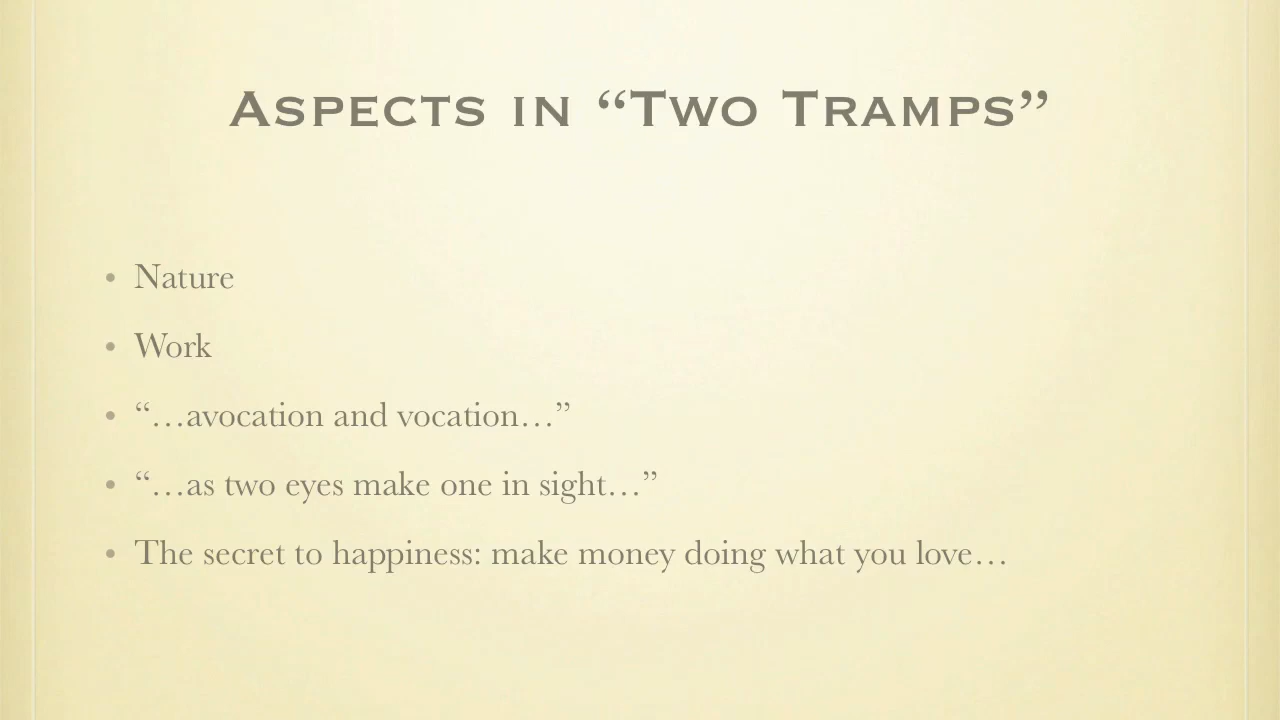 Aspects in “Two Tramps”
• Nature
• Work
• “…avocation and vocation…”
• “…as two eyes make one in sight…”
• The secret to happiness: make money doing what you love…